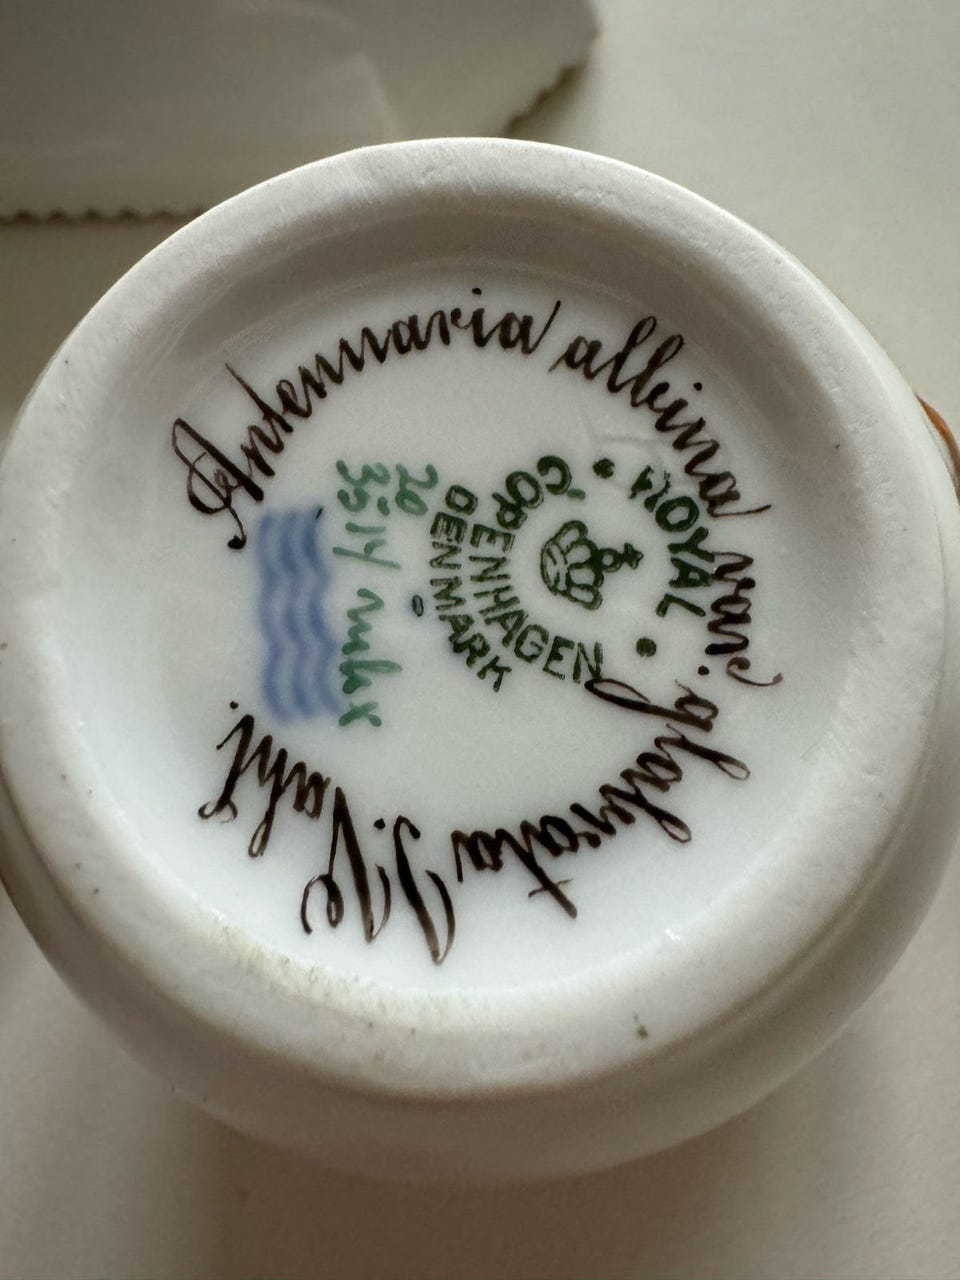 Antennaria alpina var. glabrata J. Vahl.
ROYAL
COPENHAGEN
DENMARK
20
3514